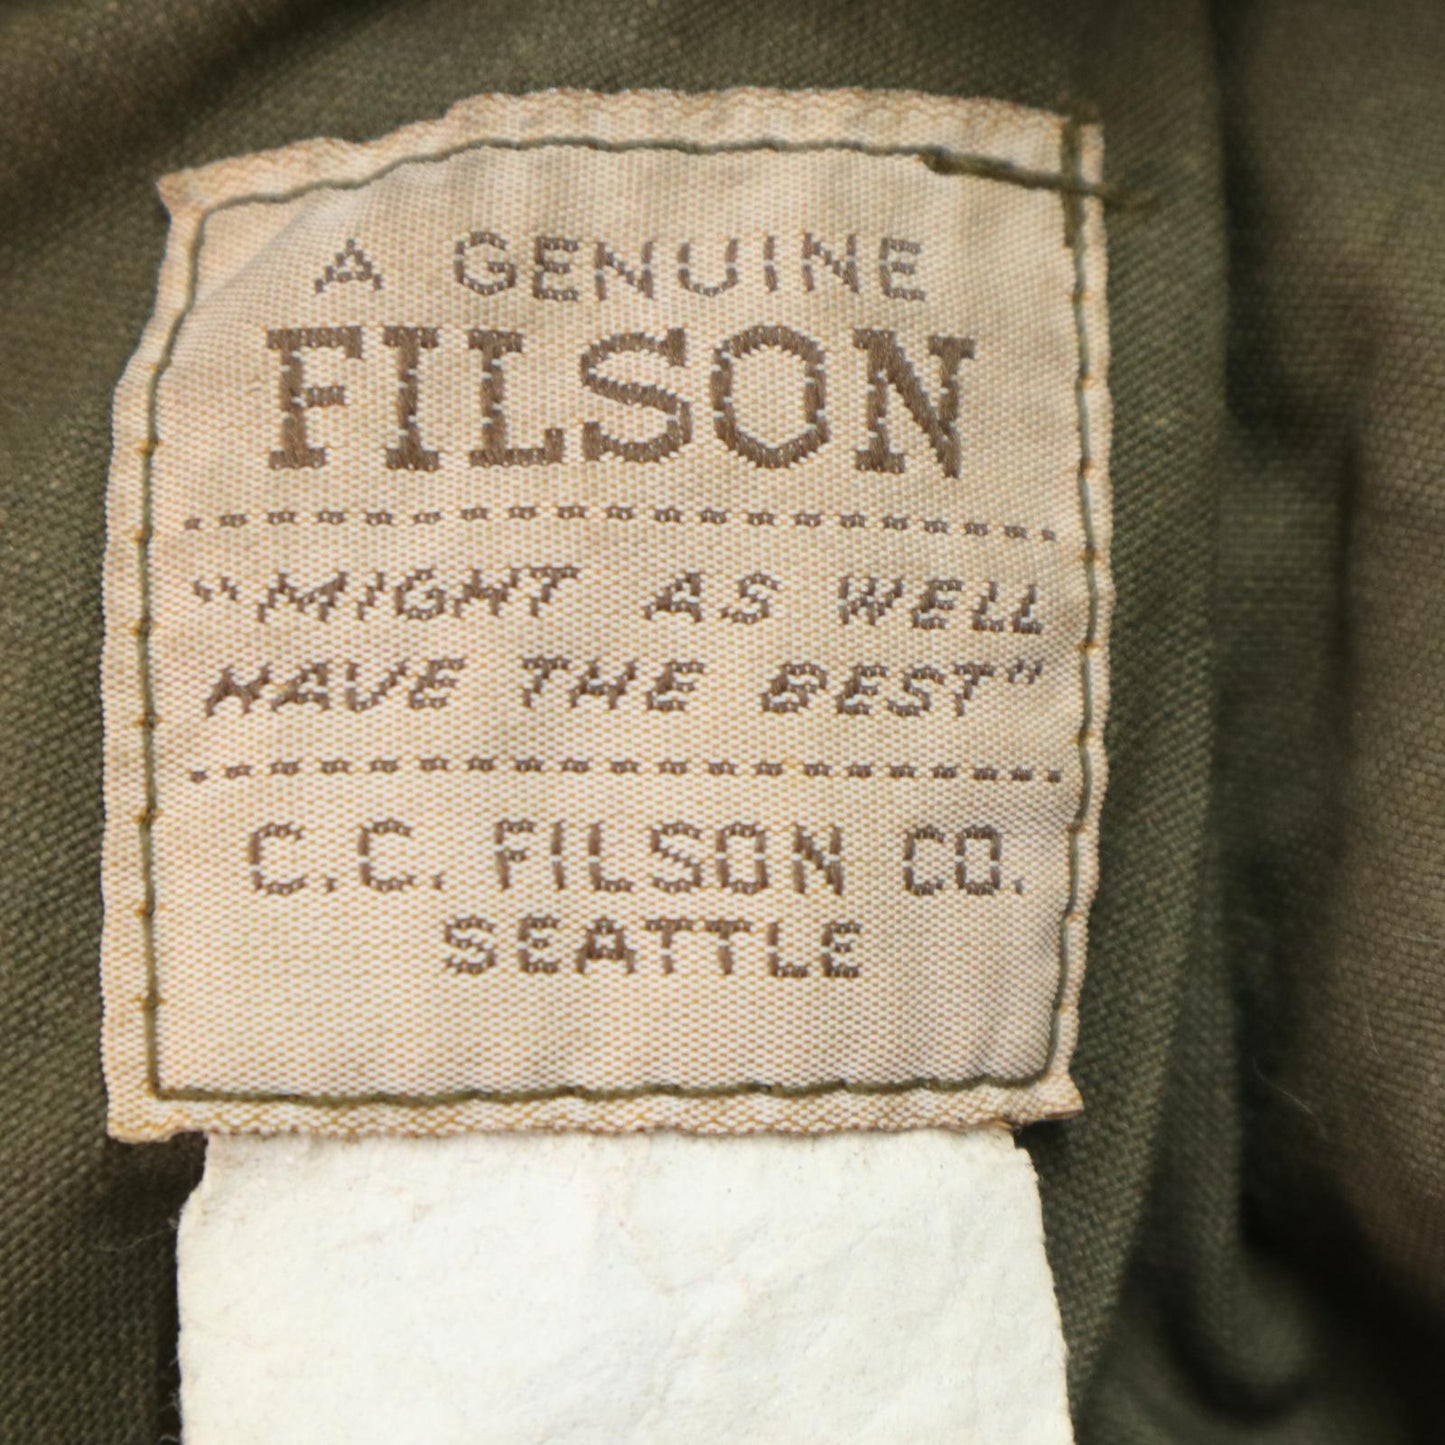 A GENUINE
FILSON
"MIGHT AS WELL
HAVE THE BEST"
C.C. FILSON CO.
SEATTLE